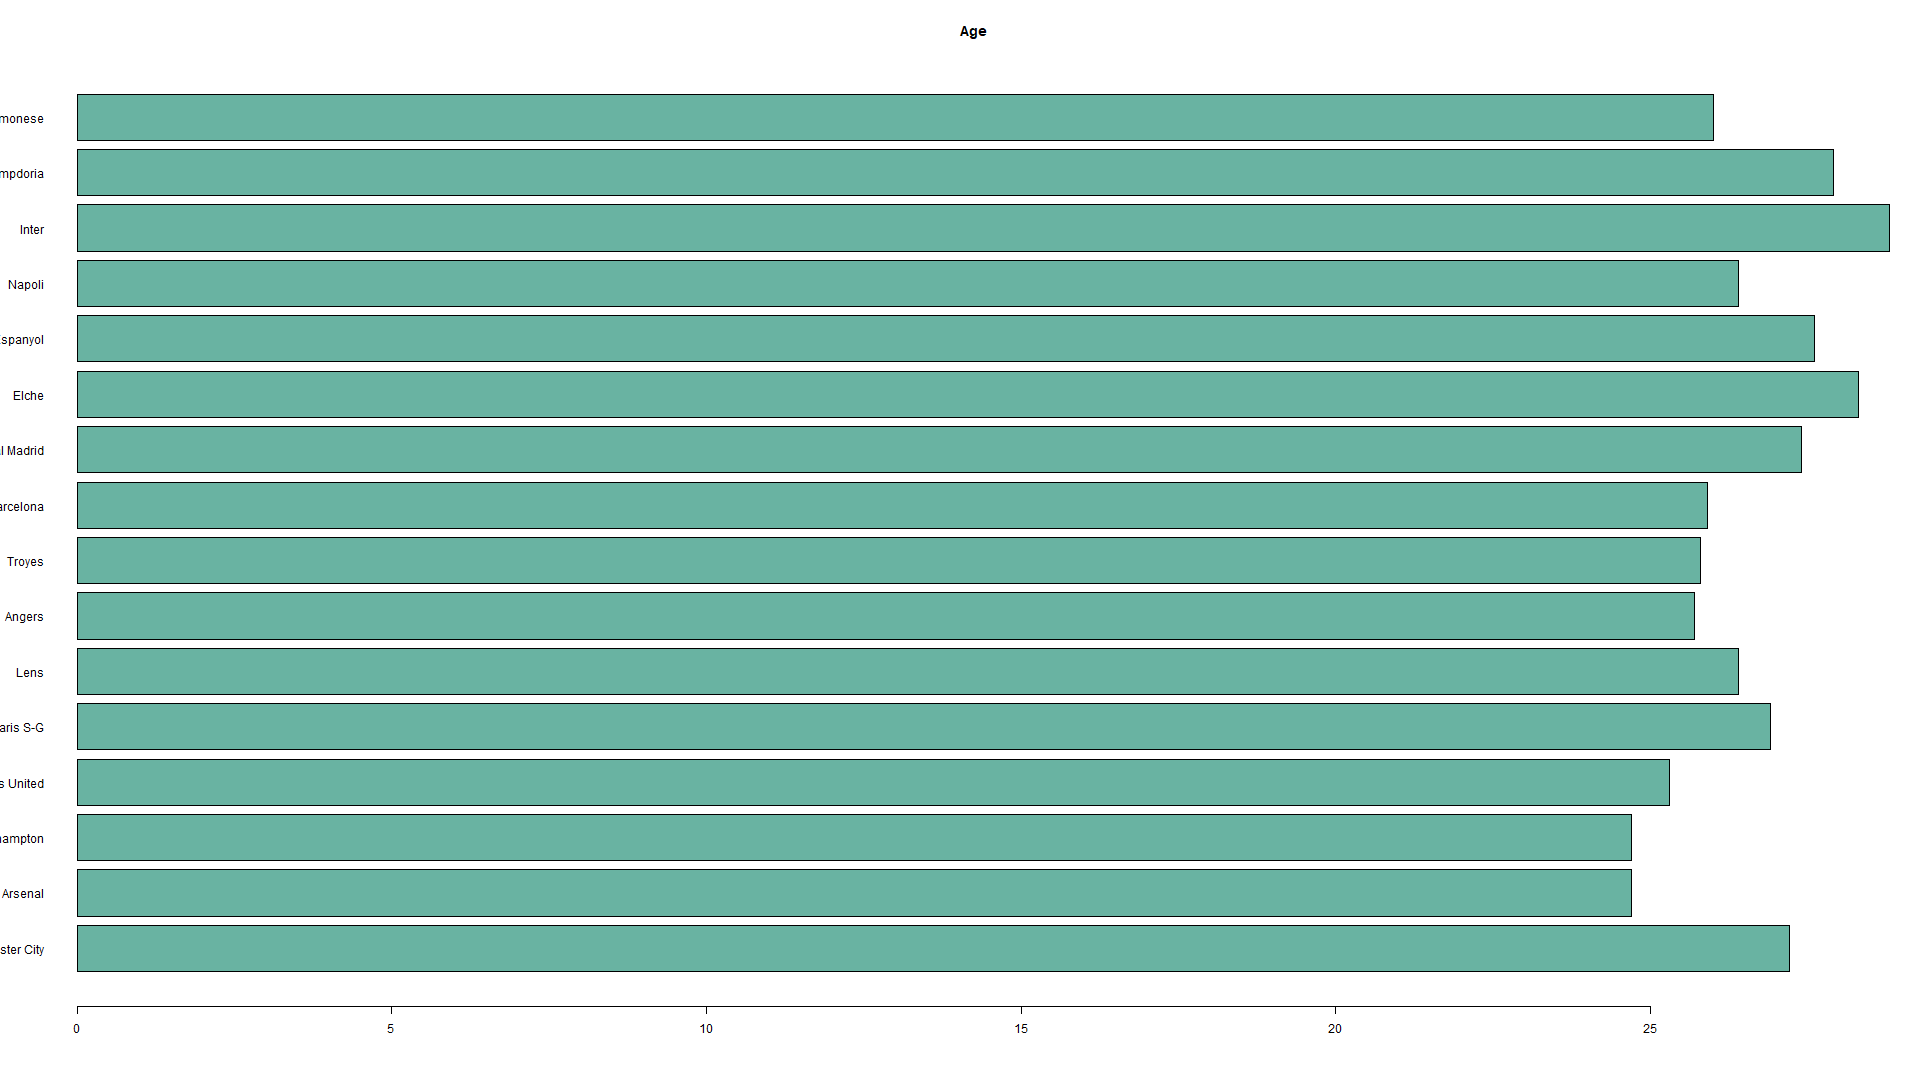 Age
monese
mpdoria
Inter
Napoli
spanyol
Elche
l Madrid
arcelona
Troyes
Angers
Lens
aris S-G
s United
ampton
Arsenal
ster City
0 5 10 15 20 25